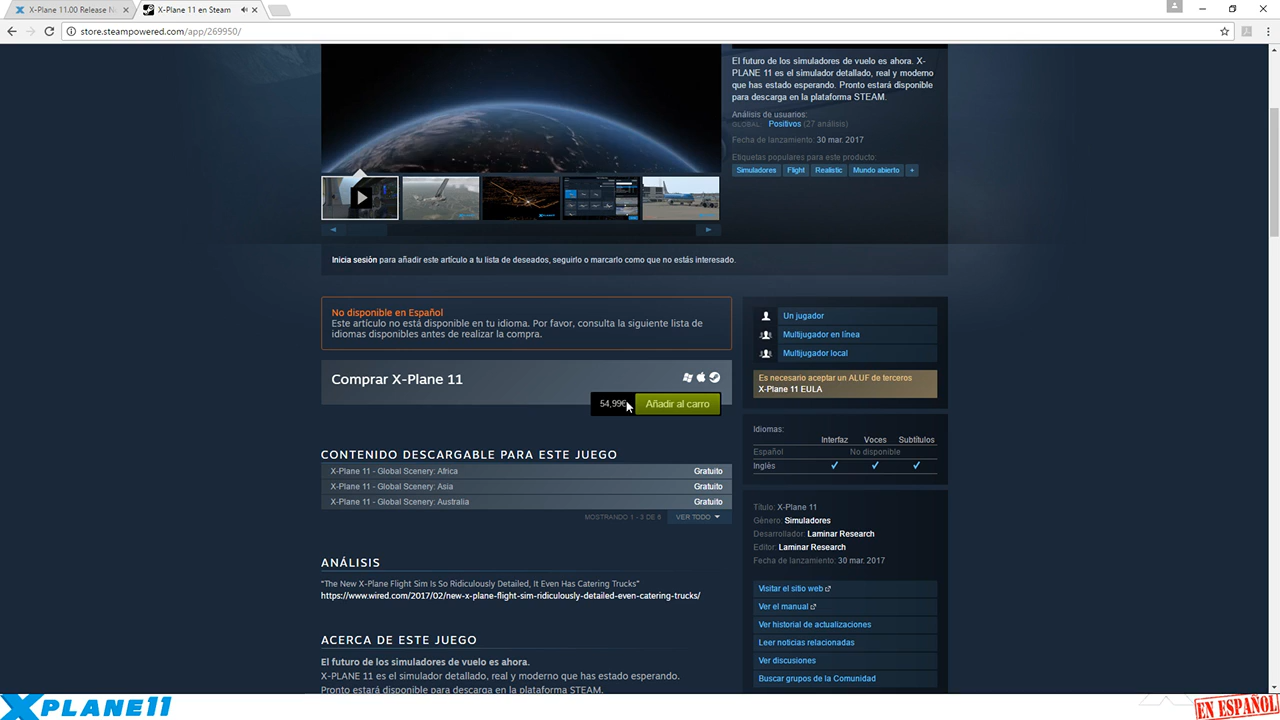 X-Plane 11.00 Release N
X-Plane 11 en Steam
store.steampowered.com/app/269950/
El futuro de los simuladores de vuelo es ahora. X-
PLANE 11 es el simulador detallado, real y moderno
que has estado esperando. Pronto estará disponible
para descarga en la plataforma STEAM.
Análisis de usuarios:
GLOBAL: Positivos (27 análisis)
Fecha de lanzamiento: 30 mar. 2017
Etiquetas populares para este producto:
Simuladores Flight Realistic Mundo abierto +
Inicia sesión para añadir este artículo a tu lista de deseados, seguirlo o marcarlo como que no estás interesado.
No disponible en Español
Este artículo no está disponible en tu idioma. Por favor, consulta la siguiente lista de
idiomas disponibles antes de realizar la compra.
Comprar X-Plane 11
54,99€ Añadir al carro
CONTENIDO DESCARGABLE PARA ESTE JUEGO
X-Plane 11 - Global Scenery: Africa Gratuito
X-Plane 11 - Global Scenery: Asia Gratuito
X-Plane 11 - Global Scenery: Australia Gratuito
MOSTRANDO 1 - 3 DE 6 VER TODO
ANÁLISIS
"The New X-Plane Flight Sim Is So Ridiculously Detailed, It Even Has Catering Trucks"
https://www.wired.com/2017/02/new-x-plane-flight-sim-ridiculously-detailed-even-catering-trucks/
ACERCA DE ESTE JUEGO
El futuro de los simuladores de vuelo es ahora.
X-PLANE 11 es el simulador detallado, real y moderno que has estado esperando.
Pronto estará disponible para descarga en la plataforma STEAM.
Un jugador
Multijugador en línea
Multijugador local
Es necesario aceptar un ALUF de terceros
X-Plane 11 EULA
Idiomas:
Interfaz Voces Subtítulos
Español No disponible
Inglés ✓ ✓ ✓
Título: X-Plane 11
Género: Simuladores
Desarrollador: Laminar Research
Editor: Laminar Research
Fecha de lanzamiento: 30 mar. 2017
Visitar el sitio web
Ver el manual
Ver historial de actualizaciones
Leer noticias relacionadas
Ver discusiones
Buscar grupos de la Comunidad
X PLANE 11
EN ESPAÑOL